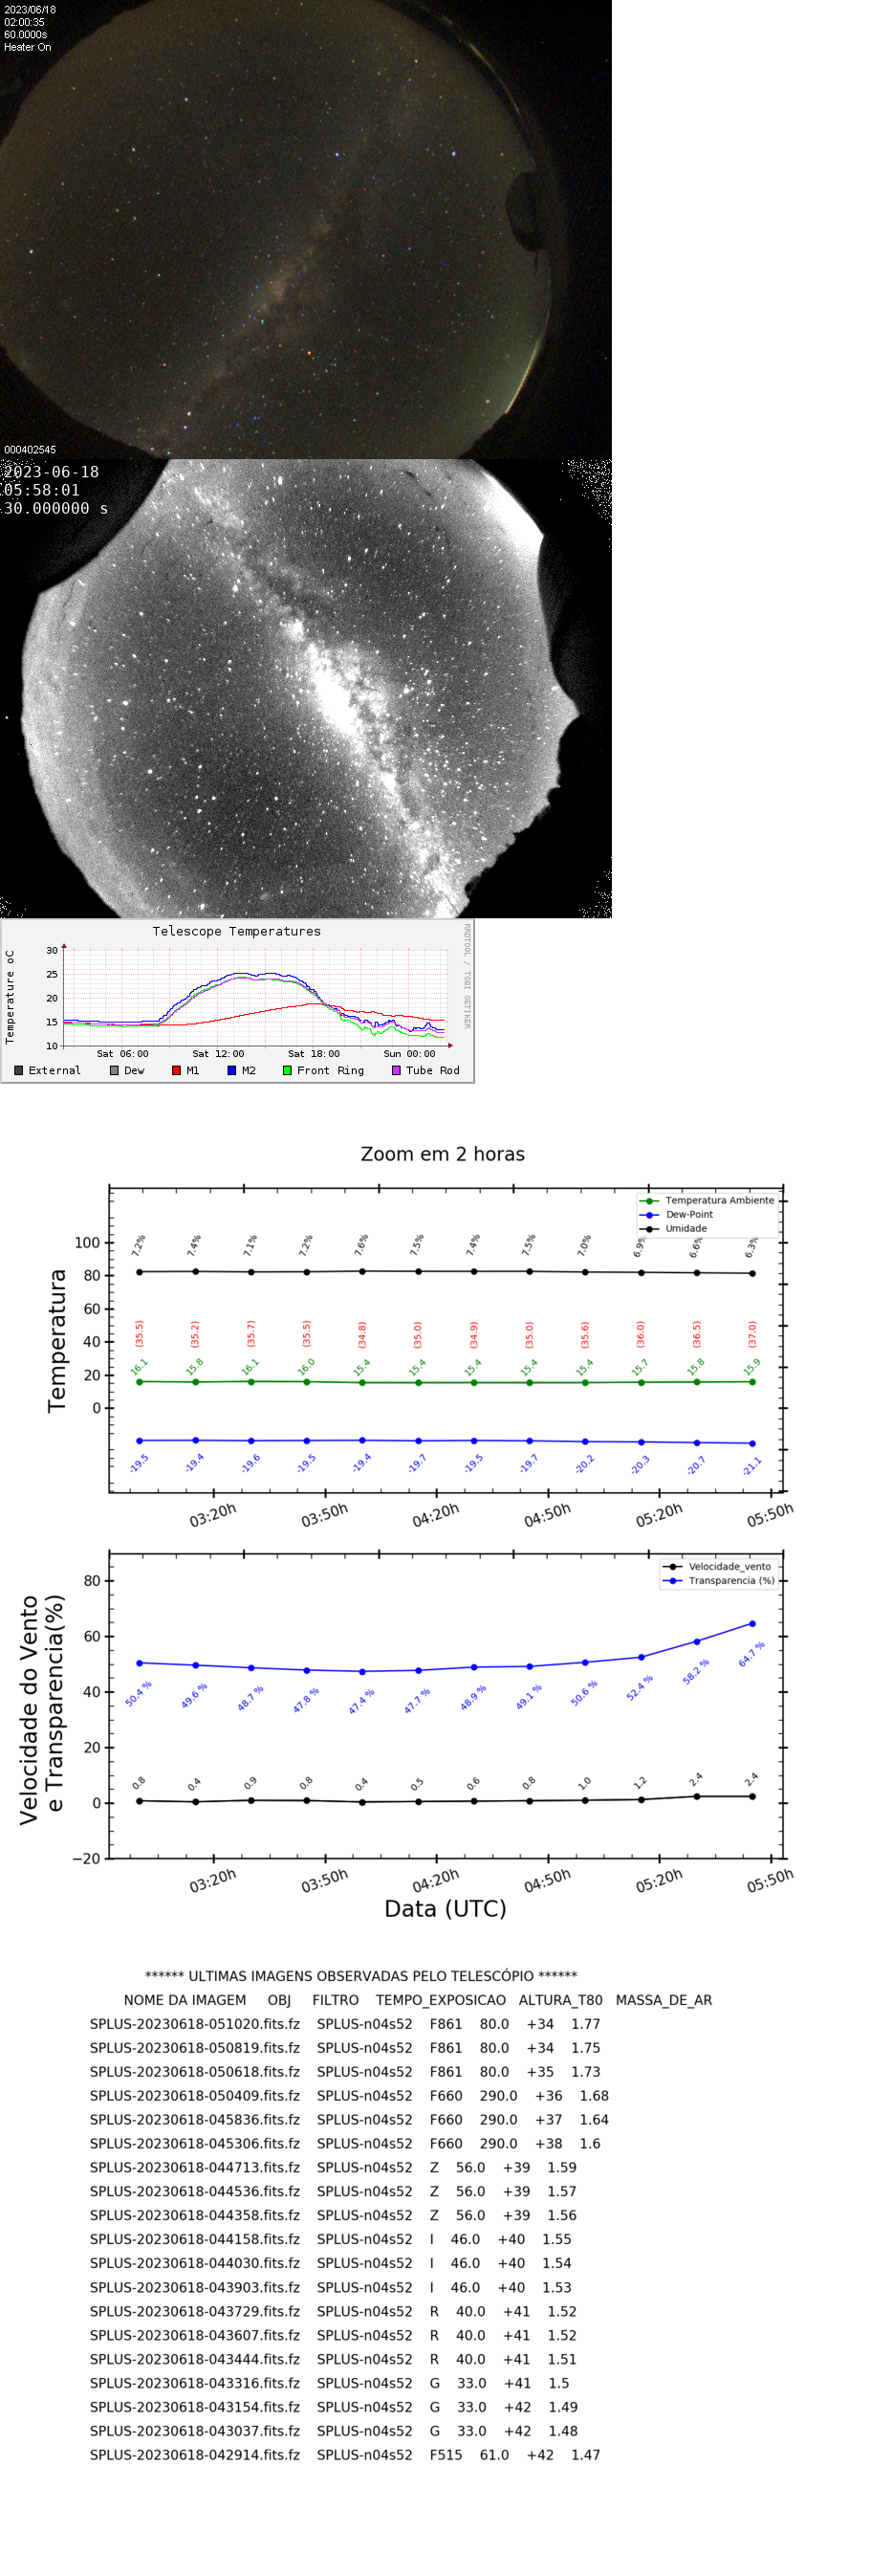 2023/06/18
02:00:35
60.0000s
Heater On
000402545
2023-06-18
05:58:01
30.000000 s
Telescope Temperatures
RRDTOOL / TOBI OETIKER
Temperature oC
30
25
20
15
10
Sat 06:00 Sat 12:00 Sat 18:00 Sun 00:00
External Dew M1 M2 Front Ring Tube Rod
Zoom em 2 horas
Temperatura Ambiente
Dew-Point
Umidade
Temperatura
100
80
60
40
20
0
7.2% 7.4% 7.1% 7.2% 7.6% 7.5% 7.4% 7.5% 7.0% 6.9% 6.6% 6.3%
(35.5) (35.2) (35.7) (35.5) (34.8) (35.0) (34.9) (35.0) (35.6) (36.0) (36.5) (37.0)
16.1 15.8 16.1 16.0 15.4 15.4 15.4 15.4 15.4 15.7 15.8 15.9
-19.5 -19.4 -19.6 -19.5 -19.4 -19.7 -19.5 -19.7 -20.2 -20.3 -20.7 -21.1
03:20h 03:50h 04:20h 04:50h 05:20h 05:50h
Velocidade_vento
Transparencia (%)
Velocidade do Vento
e Transparencia(%)
80
60
40
20
0
−20
50.4 % 49.6 % 48.7 % 47.8 % 47.4 % 47.7 % 48.9 % 49.1 % 50.6 % 52.4 % 58.2 % 64.7 %
0.8 0.4 0.9 0.8 0.4 0.5 0.6 0.8 1.0 1.2 2.4 2.4
03:20h 03:50h 04:20h 04:50h 05:20h 05:50h
Data (UTC)
****** ULTIMAS IMAGENS OBSERVADAS PELO TELESCÓPIO ******
NOME DA IMAGEM OBJ FILTRO TEMPO_EXPOSICAO ALTURA_T80 MASSA_DE_AR
SPLUS-20230618-051020.fits.fz SPLUS-n04s52 F861 80.0 +34 1.77
SPLUS-20230618-050819.fits.fz SPLUS-n04s52 F861 80.0 +34 1.75
SPLUS-20230618-050618.fits.fz SPLUS-n04s52 F861 80.0 +35 1.73
SPLUS-20230618-050409.fits.fz SPLUS-n04s52 F660 290.0 +36 1.68
SPLUS-20230618-045836.fits.fz SPLUS-n04s52 F660 290.0 +37 1.64
SPLUS-20230618-045306.fits.fz SPLUS-n04s52 F660 290.0 +38 1.6
SPLUS-20230618-044713.fits.fz SPLUS-n04s52 Z 56.0 +39 1.59
SPLUS-20230618-044536.fits.fz SPLUS-n04s52 Z 56.0 +39 1.57
SPLUS-20230618-044358.fits.fz SPLUS-n04s52 Z 56.0 +39 1.56
SPLUS-20230618-044158.fits.fz SPLUS-n04s52 I 46.0 +40 1.55
SPLUS-20230618-044030.fits.fz SPLUS-n04s52 I 46.0 +40 1.54
SPLUS-20230618-043903.fits.fz SPLUS-n04s52 I 46.0 +40 1.53
SPLUS-20230618-043729.fits.fz SPLUS-n04s52 R 40.0 +41 1.52
SPLUS-20230618-043607.fits.fz SPLUS-n04s52 R 40.0 +41 1.52
SPLUS-20230618-043444.fits.fz SPLUS-n04s52 R 40.0 +41 1.51
SPLUS-20230618-043316.fits.fz SPLUS-n04s52 G 33.0 +41 1.5
SPLUS-20230618-043154.fits.fz SPLUS-n04s52 G 33.0 +42 1.49
SPLUS-20230618-043037.fits.fz SPLUS-n04s52 G 33.0 +42 1.48
SPLUS-20230618-042914.fits.fz SPLUS-n04s52 F515 61.0 +42 1.47